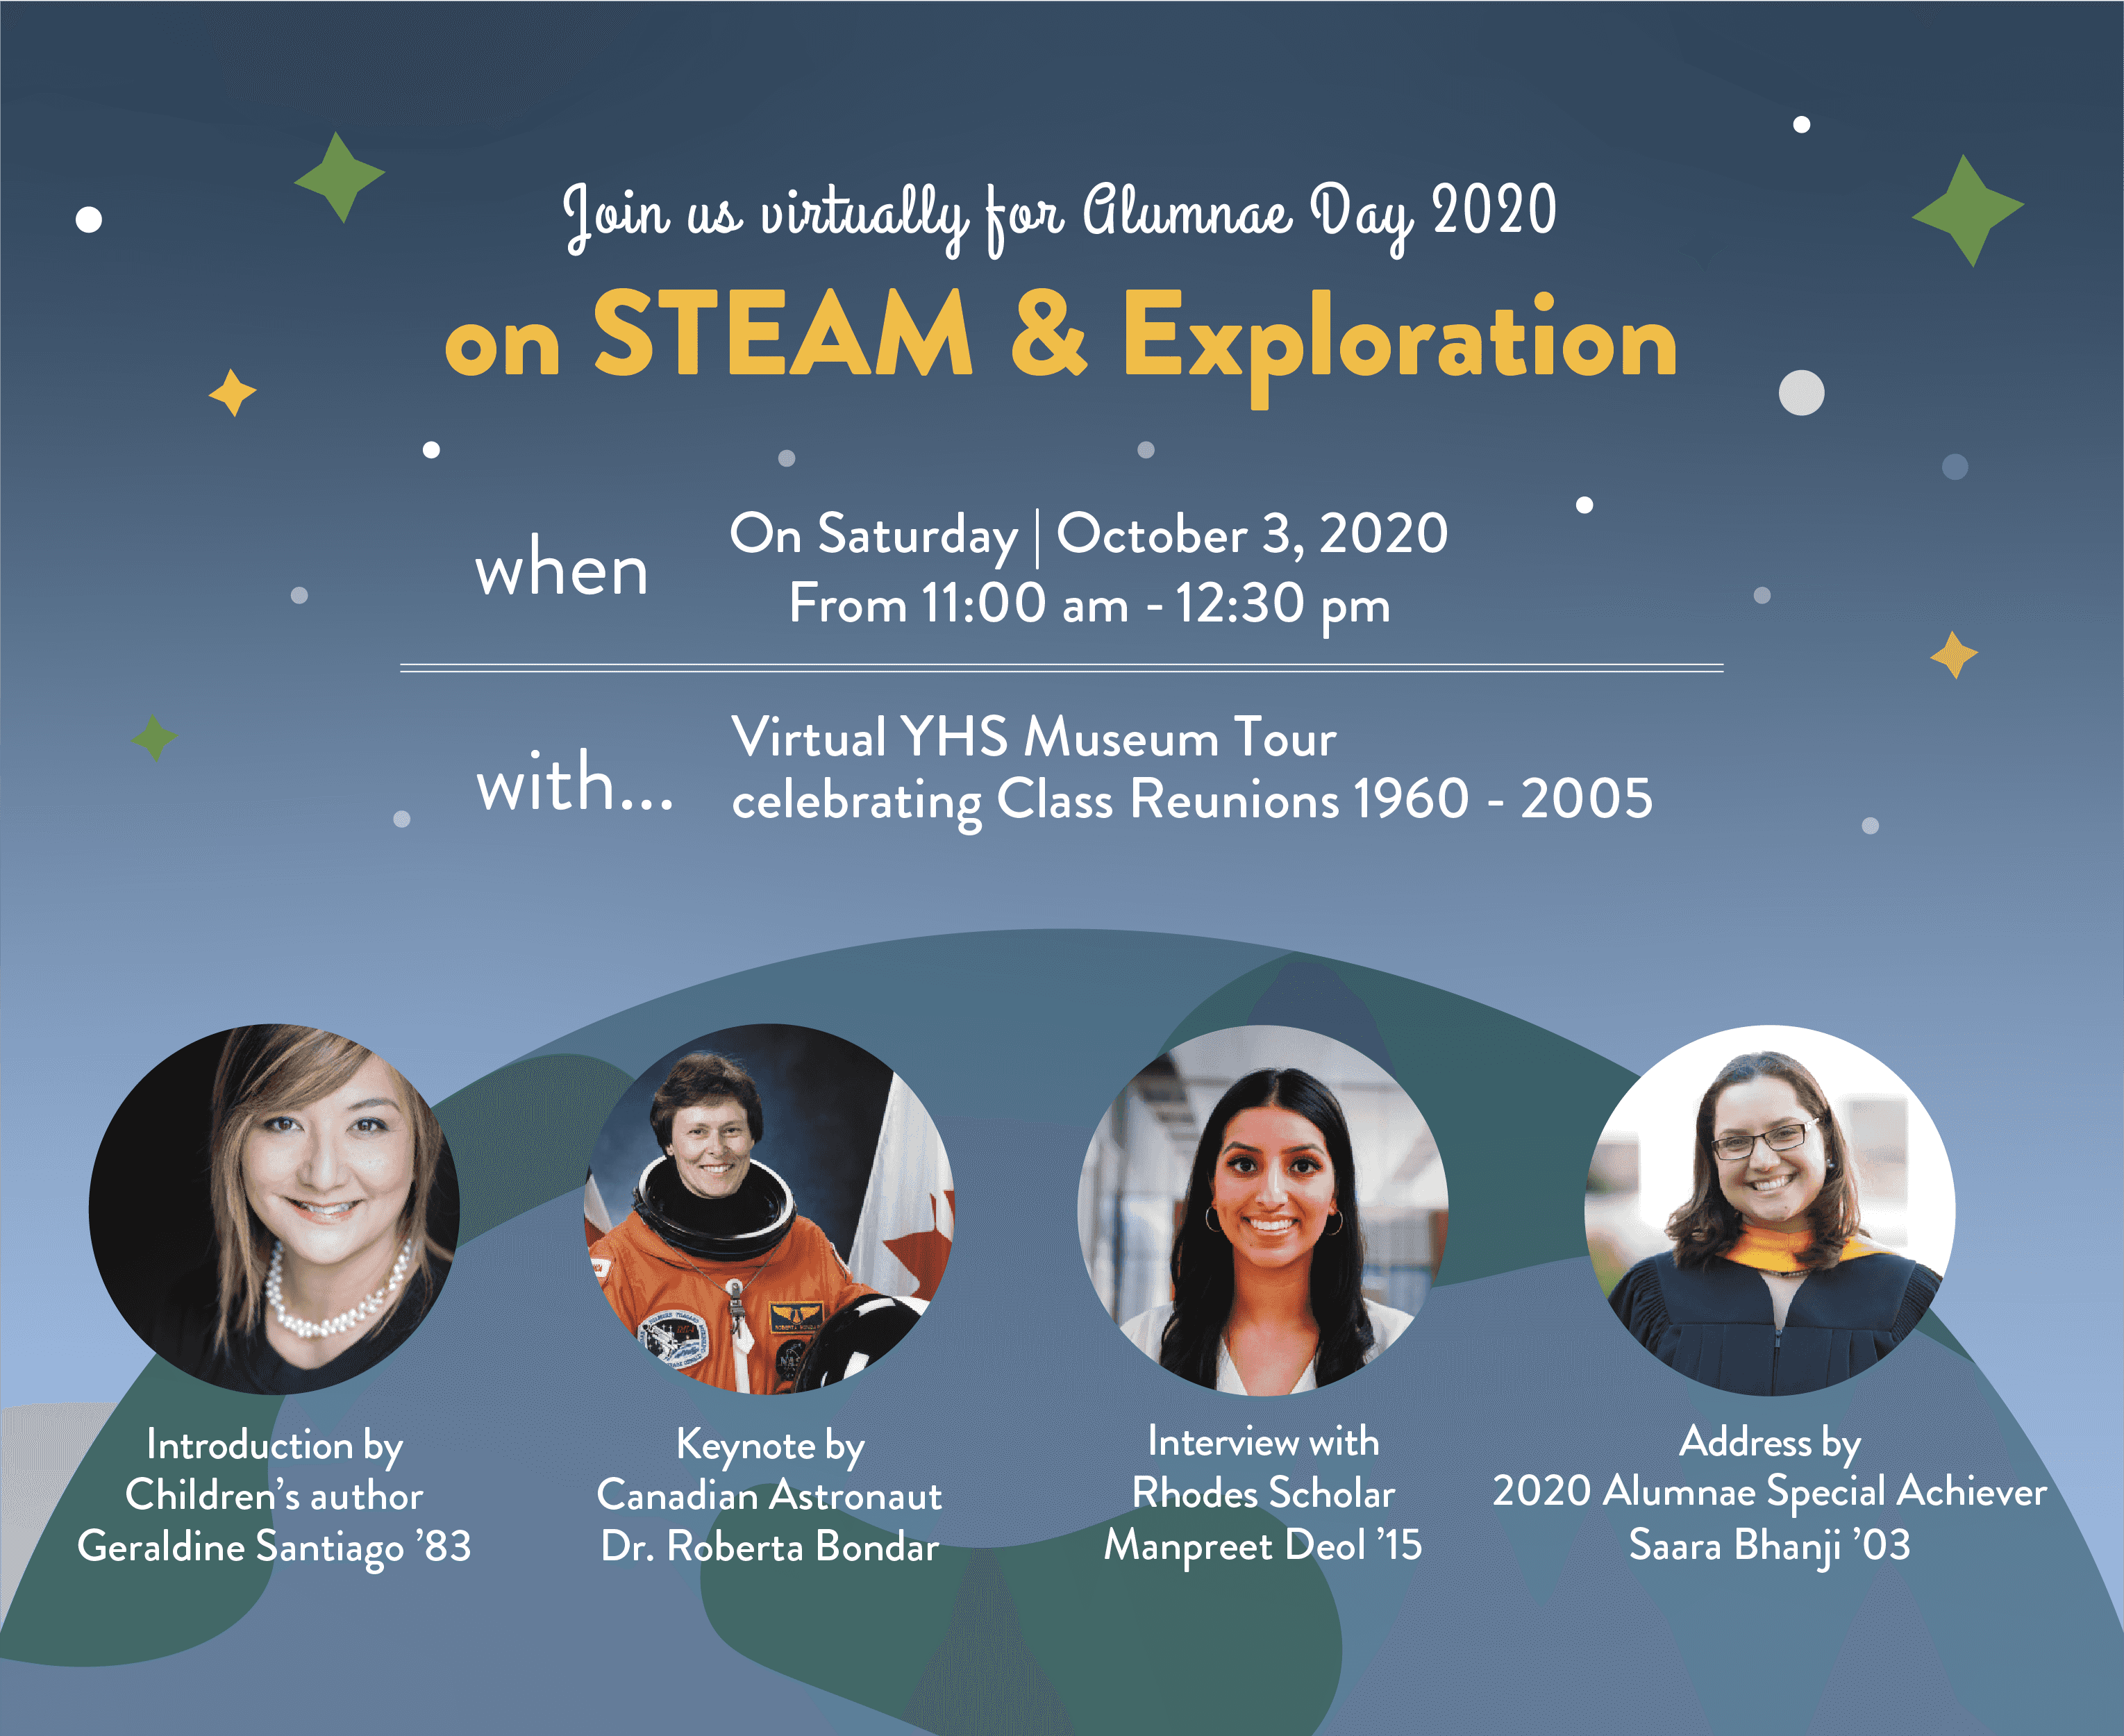 Join us virtually for Alumnae Day 2020
on STEAM & Exploration
when
On Saturday | October 3, 2020
From 11:00 am - 12:30 pm
with...
Virtual YHS Museum Tour
celebrating Class Reunions 1960 - 2005
Introduction by
Children’s author
Geraldine Santiago ’83
Keynote by
Canadian Astronaut
Dr. Roberta Bondar
Interview with
Rhodes Scholar
Manpreet Deol ’15
Address by
2020 Alumnae Special Achiever
Saara Bhanji ’03